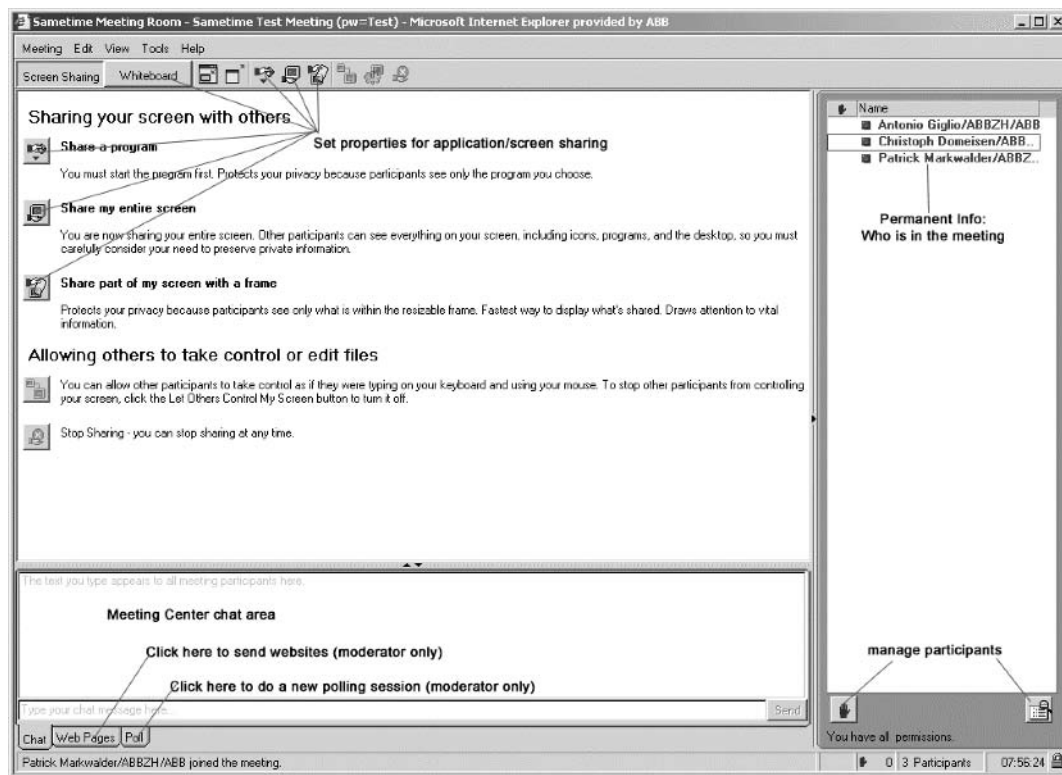 Sametime Meeting Room - Sametime Test Meeting (pw=Test) - Microsoft Internet Explorer provided by ABB
Meeting Edit View Tools Help
Screen Sharing Whiteboard
Sharing your screen with others
Set properties for application/screen sharing
Share a program
You must start the program first. Protects your privacy because participants see only the program you choose.
Share my entire screen
You are now sharing your entire screen. Other participants can see everything on your screen, including icons, programs, and the desktop, so you must
carefully consider your need to preserve private information.
Share part of my screen with a frame
Protects your privacy because participants see only what is within the resizable frame. Fastest way to display what's shared. Draws attention to vital
information.
Allowing others to take control or edit files
You can allow other participants to take control as if they were typing on your keyboard and using your mouse. To stop other participants from controlling
your screen, click the Let Others Control My Screen button to turn it off.
Stop Sharing - you can stop sharing at any time.
Name
Antonio Giglio/ABBZH/ABB
Christoph Domeisen/ABB..
Patrick Markwalder/ABBZ..
Permanent Info:
Who is in the meeting
The text you type appears to all meeting participants here.
Meeting Center chat area
Click here to send websites (moderator only)
Click here to do a new polling session (moderator only)
Type your chat message here...
Send
Chat Web Pages Poll
manage participants
You have all permissions.
Patrick Markwalder/ABBZH/ABB joined the meeting.
0 3 Participants 07:56:24